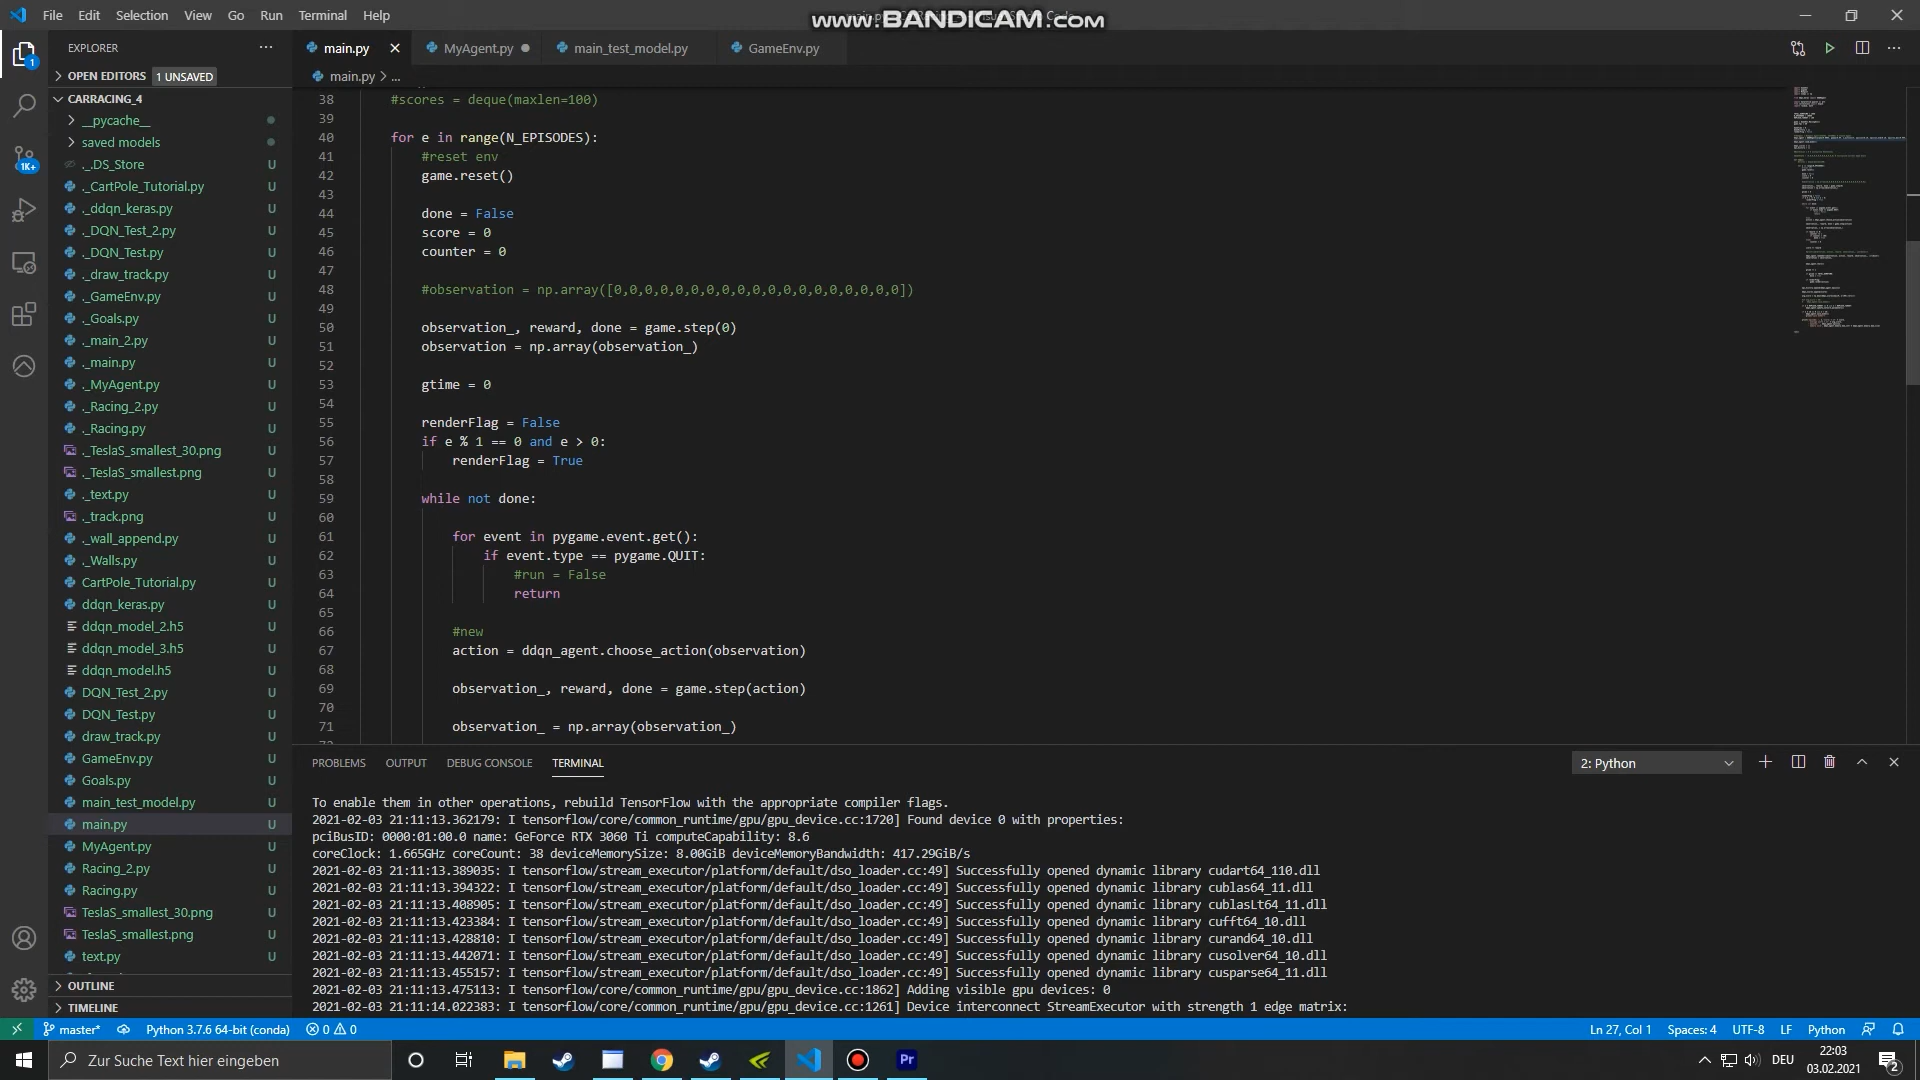 File Edit Selection View Go Run Terminal Help
www.BANDICAM.com
EXPLORER
main.py
MyAgent.py
main_test_model.py
GameEnv.py
OPEN EDITORS 1 UNSAVED
main.py > ...
CARRACING_4
__pycache__
saved models
._.DS_Store U
._CartPole_Tutorial.py U
._ddqn_keras.py U
._DQN_Test_2.py U
._DQN_Test.py U
._draw_track.py U
._GameEnv.py U
._Goals.py U
._main_2.py U
._main.py U
._MyAgent.py U
._Racing_2.py U
._Racing.py U
._TeslaS_smallest_30.png U
._TeslaS_smallest.png U
._text.py U
._track.png U
._wall_append.py U
._Walls.py U
CartPole_Tutorial.py U
ddqn_keras.py U
ddqn_model_2.h5 U
ddqn_model_3.h5 U
ddqn_model.h5 U
DQN_Test_2.py U
DQN_Test.py U
draw_track.py U
GameEnv.py U
Goals.py U
main_test_model.py U
main.py U
MyAgent.py U
Racing_2.py U
Racing.py U
TeslaS_smallest_30.png U
TeslaS_smallest.png U
text.py U
OUTLINE
TIMELINE
1
1K+
38 #scores = deque(maxlen=100)
39
40 for e in range(N_EPISODES):
41 #reset env
42 game.reset()
43
44 done = False
45 score = 0
46 counter = 0
47
48 #observation = np.array([0,0,0,0,0,0,0,0,0,0,0,0,0,0,0,0,0,0,0])
49
50 observation_, reward, done = game.step(0)
51 observation = np.array(observation_)
52
53 gtime = 0
54
55 renderFlag = False
56 if e % 1 == 0 and e > 0:
57 renderFlag = True
58
59 while not done:
60
61 for event in pygame.event.get():
62 if event.type == pygame.QUIT:
63 #run = False
64 return
65
66 #new
67 action = ddqn_agent.choose_action(observation)
68
69 observation_, reward, done = game.step(action)
70
71 observation_ = np.array(observation_)
PROBLEMS OUTPUT DEBUG CONSOLE TERMINAL
2: Python
To enable them in other operations, rebuild TensorFlow with the appropriate compiler flags.
2021-02-03 21:11:13.362179: I tensorflow/core/common_runtime/gpu/gpu_device.cc:1720] Found device 0 with properties:
pciBusID: 0000:01:00.0 name: GeForce RTX 3060 Ti computeCapability: 8.6
coreClock: 1.665GHz coreCount: 38 deviceMemorySize: 8.00GiB deviceMemoryBandwidth: 417.29GiB/s
2021-02-03 21:11:13.389035: I tensorflow/stream_executor/platform/default/dso_loader.cc:49] Successfully opened dynamic library cudart64_110.dll
2021-02-03 21:11:13.394322: I tensorflow/stream_executor/platform/default/dso_loader.cc:49] Successfully opened dynamic library cublas64_11.dll
2021-02-03 21:11:13.408905: I tensorflow/stream_executor/platform/default/dso_loader.cc:49] Successfully opened dynamic library cublasLt64_11.dll
2021-02-03 21:11:13.423384: I tensorflow/stream_executor/platform/default/dso_loader.cc:49] Successfully opened dynamic library cufft64_10.dll
2021-02-03 21:11:13.428810: I tensorflow/stream_executor/platform/default/dso_loader.cc:49] Successfully opened dynamic library curand64_10.dll
2021-02-03 21:11:13.442071: I tensorflow/stream_executor/platform/default/dso_loader.cc:49] Successfully opened dynamic library cusolver64_10.dll
2021-02-03 21:11:13.455157: I tensorflow/stream_executor/platform/default/dso_loader.cc:49] Successfully opened dynamic library cusparse64_11.dll
2021-02-03 21:11:13.475113: I tensorflow/core/common_runtime/gpu/gpu_device.cc:1862] Adding visible gpu devices: 0
2021-02-03 21:11:14.022383: I tensorflow/core/common_runtime/gpu/gpu_device.cc:1261] Device interconnect StreamExecutor with strength 1 edge matrix:
master* Python 3.7.6 64-bit (conda) 0 0
Ln 27, Col 1 Spaces: 4 UTF-8 LF Python
Zur Suche Text hier eingeben
Pr
DEU
22:03
03.02.2021
2